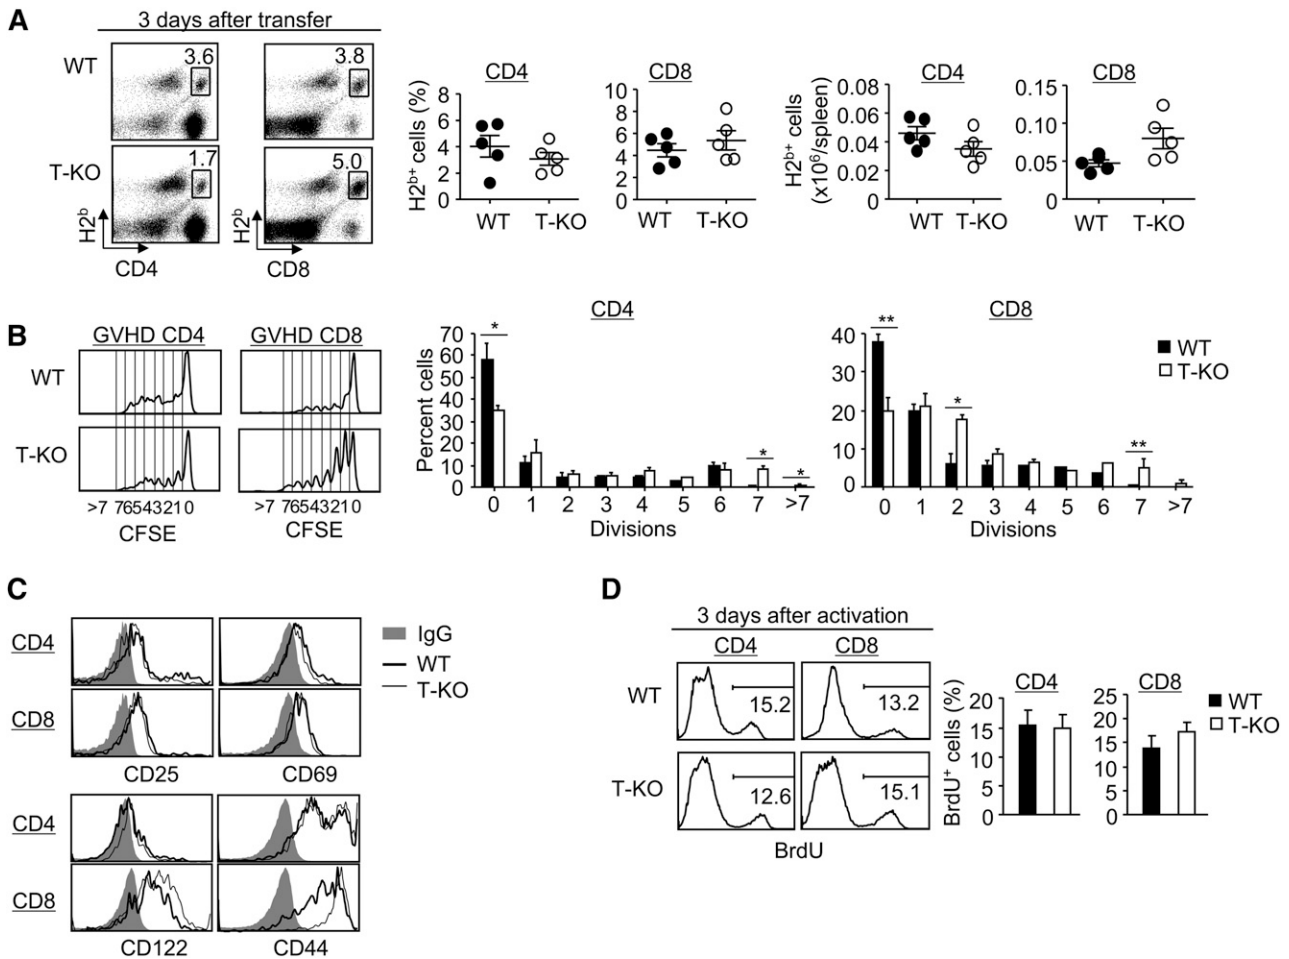 A
3 days after transfer
WT
3.6
3.8
T-KO
1.7
5.0
H2b
H2b
CD4
CD8
CD4
CD8
CD4
CD8
H2b+ cells (%)
8
6
4
2
0
WT
T-KO
10
8
6
4
2
0
WT
T-KO
H2b+ cells
(x10^6/spleen)
0.08
0.06
0.04
0.02
0
WT
T-KO
0.15
0.10
0.05
0
WT
T-KO
B
GVHD CD4
GVHD CD8
WT
T-KO
>7 76543210
>7 76543210
CFSE
CFSE
CD4
Percent cells
70
60
50
40
30
20
10
0
*
*
*
0 1 2 3 4 5 6 7 >7
Divisions
CD8
40
30
20
10
0
**
*
**
0 1 2 3 4 5 6 7 >7
Divisions
WT
T-KO
C
CD4
CD8
CD25
CD69
IgG
WT
T-KO
CD4
CD8
CD122
CD44
D
3 days after activation
CD4
CD8
WT
15.2
13.2
T-KO
12.6
15.1
BrdU
BrdU+ cells (%)
CD4
20
15
10
5
0
CD8
25
20
15
10
5
0
WT
T-KO